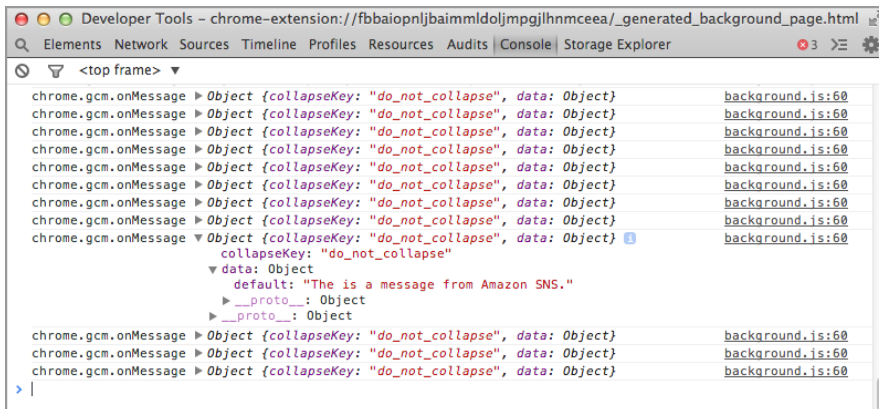 Developer Tools - chrome-extension://fbbaiopnljbaimmldoljmpgjlhnmceea/_generated_background_page.html
Elements Network Sources Timeline Profiles Resources Audits Console Storage Explorer 3
<top frame> ▼
chrome.gcm.onMessage ▶ Object {collapseKey: "do_not_collapse", data: Object} background.js:60
chrome.gcm.onMessage ▶ Object {collapseKey: "do_not_collapse", data: Object} background.js:60
chrome.gcm.onMessage ▶ Object {collapseKey: "do_not_collapse", data: Object} background.js:60
chrome.gcm.onMessage ▶ Object {collapseKey: "do_not_collapse", data: Object} background.js:60
chrome.gcm.onMessage ▶ Object {collapseKey: "do_not_collapse", data: Object} background.js:60
chrome.gcm.onMessage ▶ Object {collapseKey: "do_not_collapse", data: Object} background.js:60
chrome.gcm.onMessage ▶ Object {collapseKey: "do_not_collapse", data: Object} background.js:60
chrome.gcm.onMessage ▶ Object {collapseKey: "do_not_collapse", data: Object} background.js:60
chrome.gcm.onMessage ▼ Object {collapseKey: "do_not_collapse", data: Object} i background.js:60
collapseKey: "do_not_collapse"
▼ data: Object
default: "The is a message from Amazon SNS."
▶ __proto__: Object
▶ __proto__: Object
chrome.gcm.onMessage ▶ Object {collapseKey: "do_not_collapse", data: Object} background.js:60
chrome.gcm.onMessage ▶ Object {collapseKey: "do_not_collapse", data: Object} background.js:60
chrome.gcm.onMessage ▶ Object {collapseKey: "do_not_collapse", data: Object} background.js:60
>